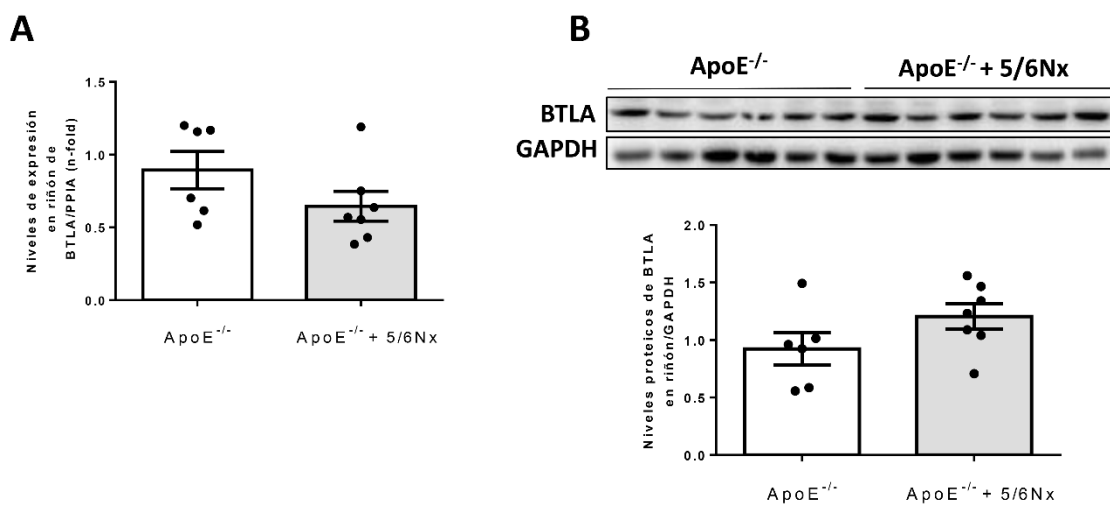 A
Niveles de expresión
en riñón de
BTLA/PPIA (n-fold)
1.5
1.0
0.5
0.0
ApoE-/-
ApoE-/- + 5/6Nx
B
ApoE-/-
ApoE-/- + 5/6Nx
BTLA
GAPDH
Niveles proteicos de BTLA
en riñón/GAPDH
2.0
1.5
1.0
0.5
0.0
ApoE-/-
ApoE-/- + 5/6Nx